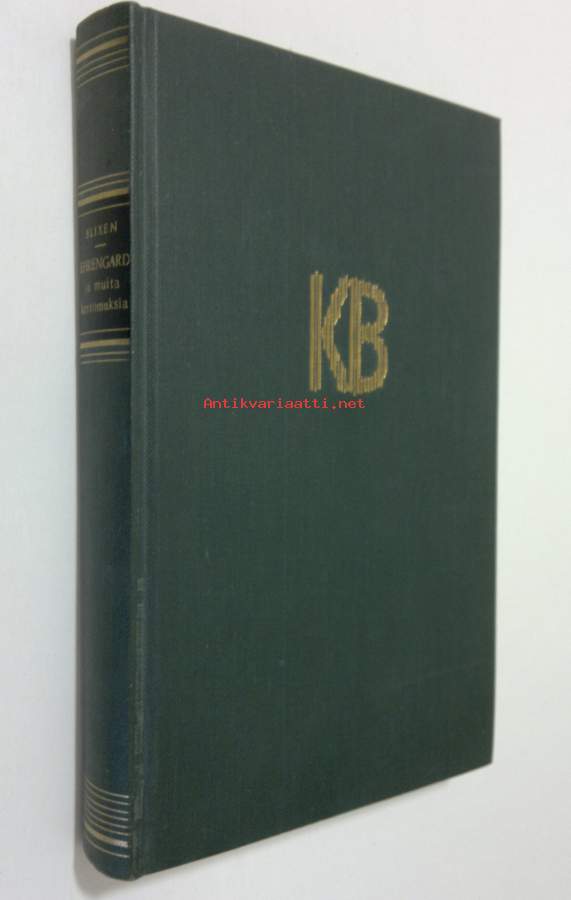 BLIXEN
EHRENGARD
ja muita
kertomuksia
KB
Antikvariaatti.net